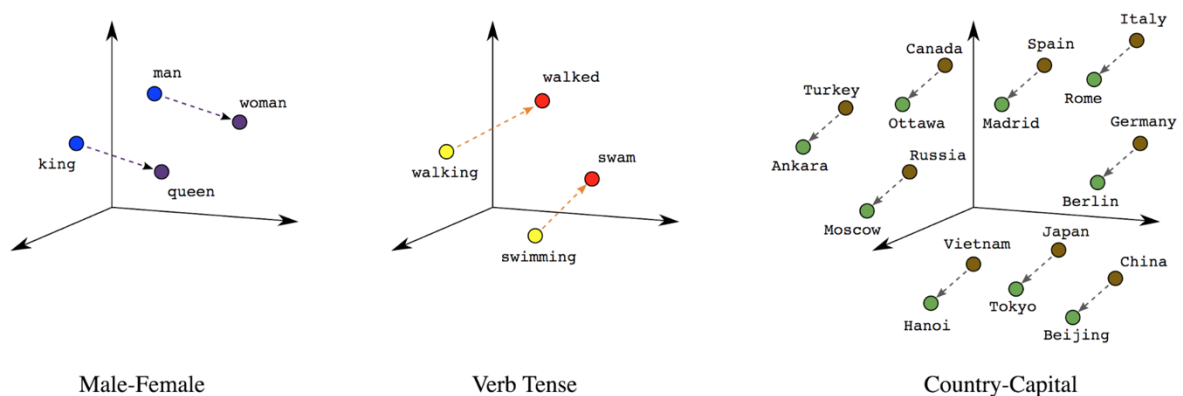 man
woman
king
queen
Male-Female
walked
swam
walking
swimming
Verb Tense
Italy
Canada
Spain
Rome
Turkey
Ottawa
Madrid
Germany
Ankara
Russia
Berlin
Moscow
Japan
Vietnam
China
Tokyo
Hanoi
Beijing
Country-Capital